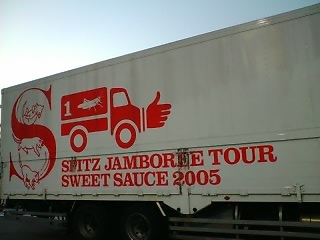 S
1
SPITZ JAMBOREE TOUR
SWEET SAUCE 2005